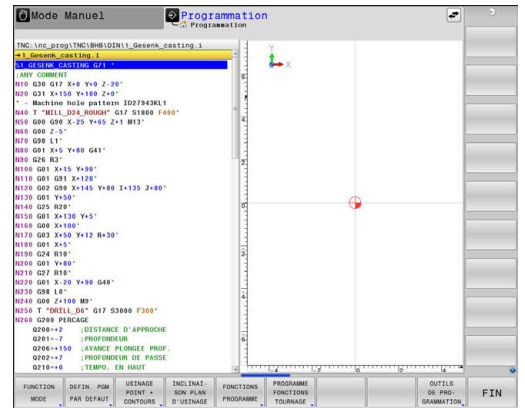 Mode Manuel
Programmation
Programmation
TNC:\nc_prog\TNC\BHB\DIN\1_Gesenk_casting.i
→1_Gesenk_casting.i
%1_GESENK_CASTING G71 *
;ANY COMMENT
N10 G30 G17 X+0 Y+0 Z-20*
N20 G31 X+150 Y+100 Z+0*
* - Machine hole pattern ID27943KL1
N40 T "MILL_D24_ROUGH" G17 S1800 F400*
N50 G00 G90 X-25 Y+65 Z+1 M13*
N60 G00 Z-5*
N70 G98 L1*
N80 G01 X+5 Y+80 G41*
N90 G26 R3*
N100 G01 X+15 Y+90*
N110 G01 G91 X+120*
N120 G02 G90 X+145 Y+80 I+135 J+80*
N130 G01 Y+50*
N140 G25 R20*
N150 G01 X+130 Y+5*
N160 G00 X+100*
N170 G03 X+50 Y+12 R+30*
N180 G01 X+5*
N190 G24 R10*
N200 G01 Y+80*
N210 G27 R10*
N220 G01 X-20 Y+90 G40*
N230 G98 L0*
N240 G00 Z+100 M9*
N250 T "DRILL_D6" G17 S3000 F300*
N260 G200 PERCAGE
Q200=+2 ;DISTANCE D'APPROCHE
Q201=-7 ;PROFONDEUR
Q206=+150 ;AVANCE PLONGEE PROF.
Q202=+7 ;PROFONDEUR DE PASSE
Q210=+0 ;TEMPO. EN HAUT
Y
X
FUNCTION
MODE
DEFIN. PGM
PAR DEFAUT
USINAGE
POINT +
CONTOURS
INCLINAI-
SON PLAN
D'USINAGE
FONCTIONS
PROGRAMME
PROGRAMME
FONCTIONS
TOURNAGE
OUTILS
DE PRO-
GRAMMATION
FIN